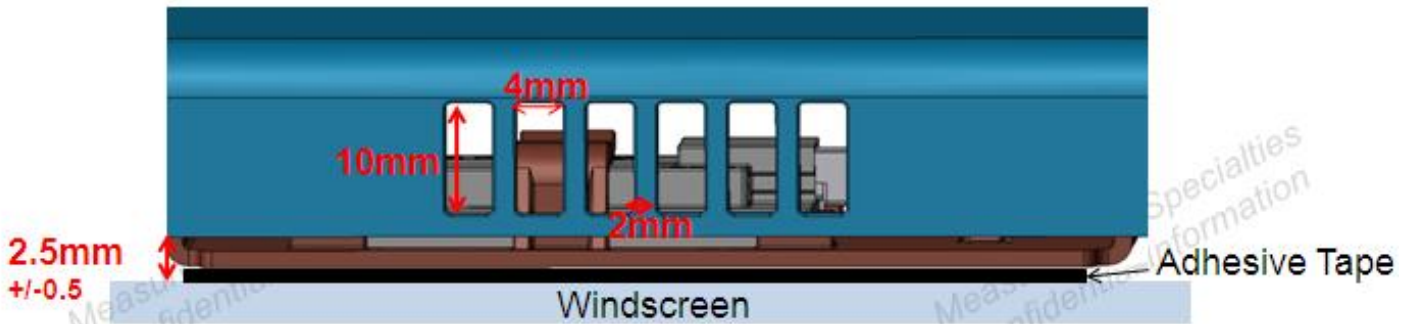 4mm
10mm
2mm
2.5mm
+/-0.5
Specialties
Information
Adhesive Tape
Windscreen